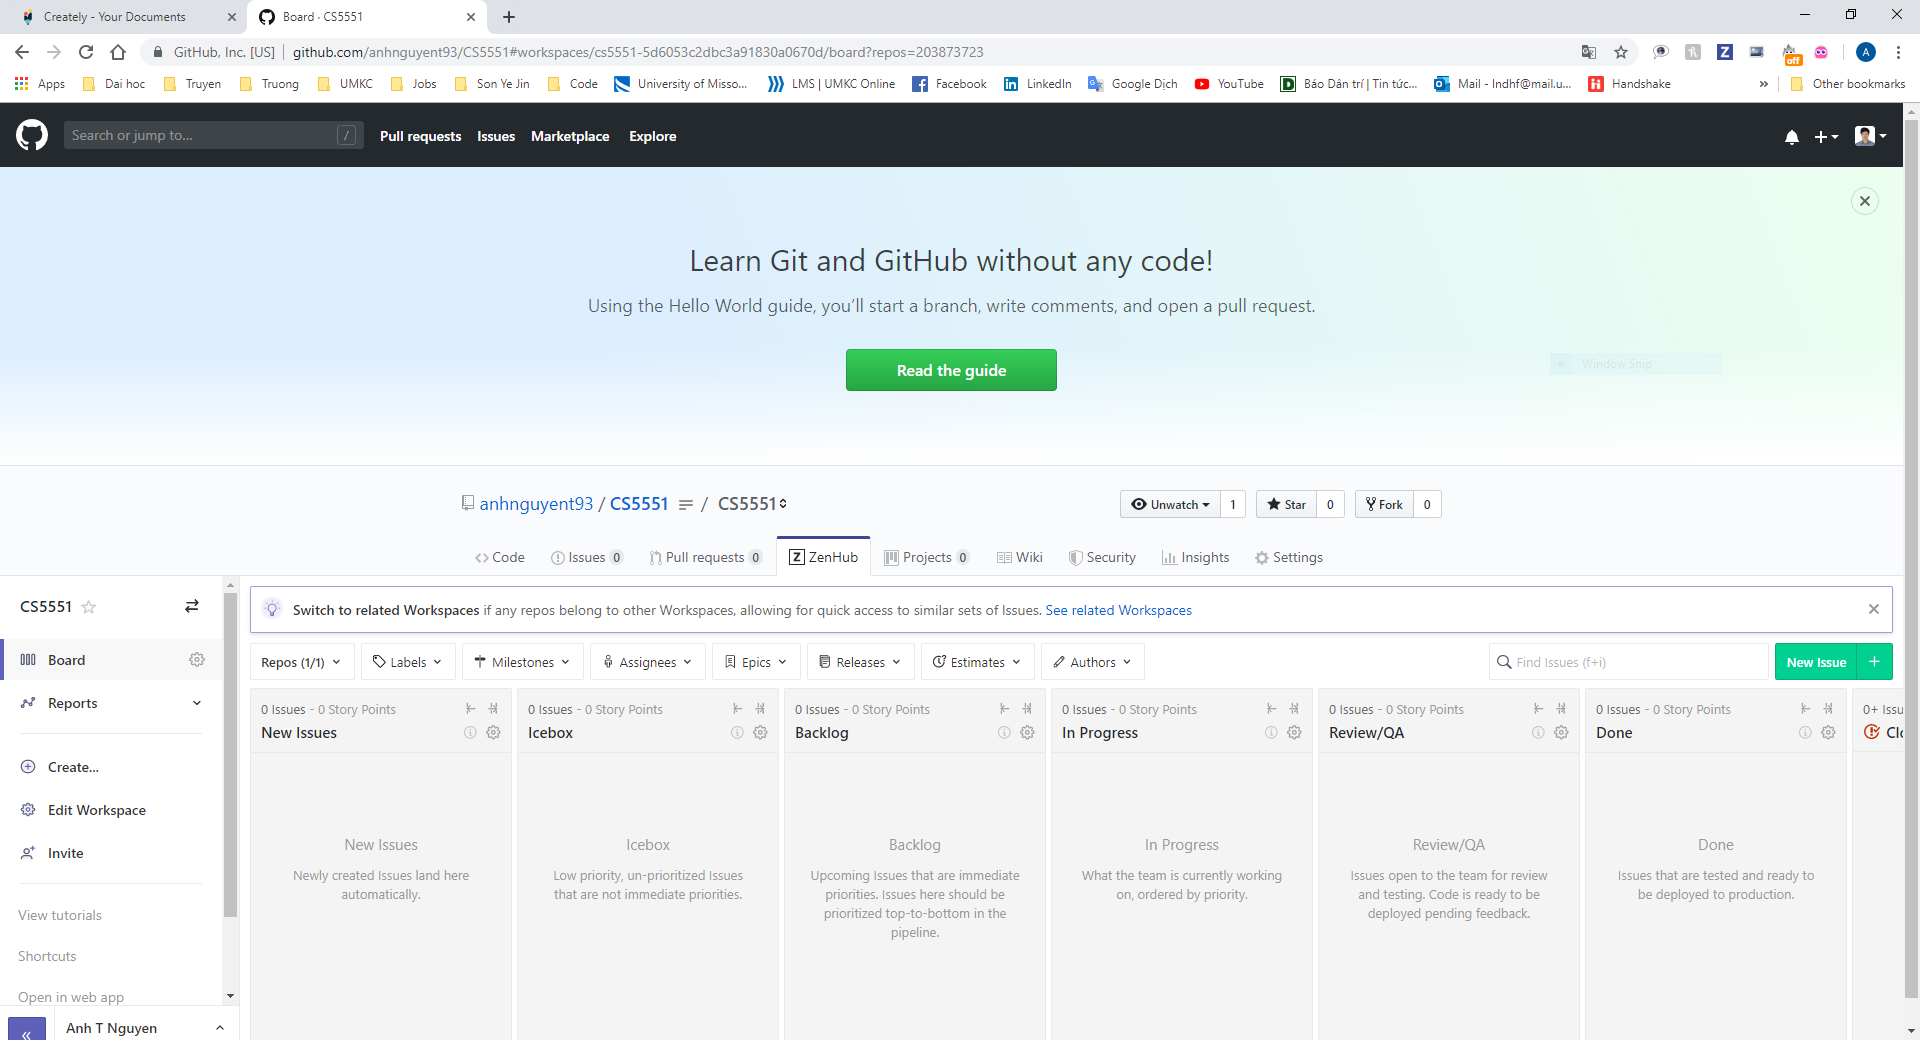 Creately - Your Documents
Board · CS5551
GitHub, Inc. [US]
github.com/anhnguyent93/CS5551#workspaces/cs5551-5d6053c2dbc3a91830a0670d/board?repos=203873723
off
A
Apps
Dai hoc
Truyen
Truong
UMKC
Jobs
Son Ye Jin
Code
University of Misso...
LMS | UMKC Online
Facebook
LinkedIn
Google Dịch
YouTube
Báo Dân trí | Tin tức...
Mail - lndhf@mail.u...
Handshake
»
Other bookmarks
Search or jump to...
/
Pull requests
Issues
Marketplace
Explore
Learn Git and GitHub without any code!
Using the Hello World guide, you’ll start a branch, write comments, and open a pull request.
Read the guide
Window Snip
anhnguyent93 / CS5551 / CS5551
Unwatch 1
Star 0
Fork 0
Code
Issues 0
Pull requests 0
Z ZenHub
Projects 0
Wiki
Security
Insights
Settings
CS5551
Board
Reports
Create...
Edit Workspace
Invite
View tutorials
Shortcuts
Open in web app
Anh T Nguyen
Switch to related Workspaces if any repos belong to other Workspaces, allowing for quick access to similar sets of Issues. See related Workspaces
Repos (1/1)
Labels
Milestones
Assignees
Epics
Releases
Estimates
Authors
Find Issues (f+i)
New Issue +
0 Issues - 0 Story Points
New Issues
New Issues
Newly created Issues land here
automatically.
0 Issues - 0 Story Points
Icebox
Icebox
Low priority, un-prioritized Issues
that are not immediate priorities.
0 Issues - 0 Story Points
Backlog
Backlog
Upcoming Issues that are immediate
priorities. Issues here should be
prioritized top-to-bottom in the
pipeline.
0 Issues - 0 Story Points
In Progress
In Progress
What the team is currently working
on, ordered by priority.
0 Issues - 0 Story Points
Review/QA
Review/QA
Issues open to the team for review
and testing. Code is ready to be
deployed pending feedback.
0 Issues - 0 Story Points
Done
Done
Issues that are tested and ready to
be deployed to production.
0+ Issu
Clo